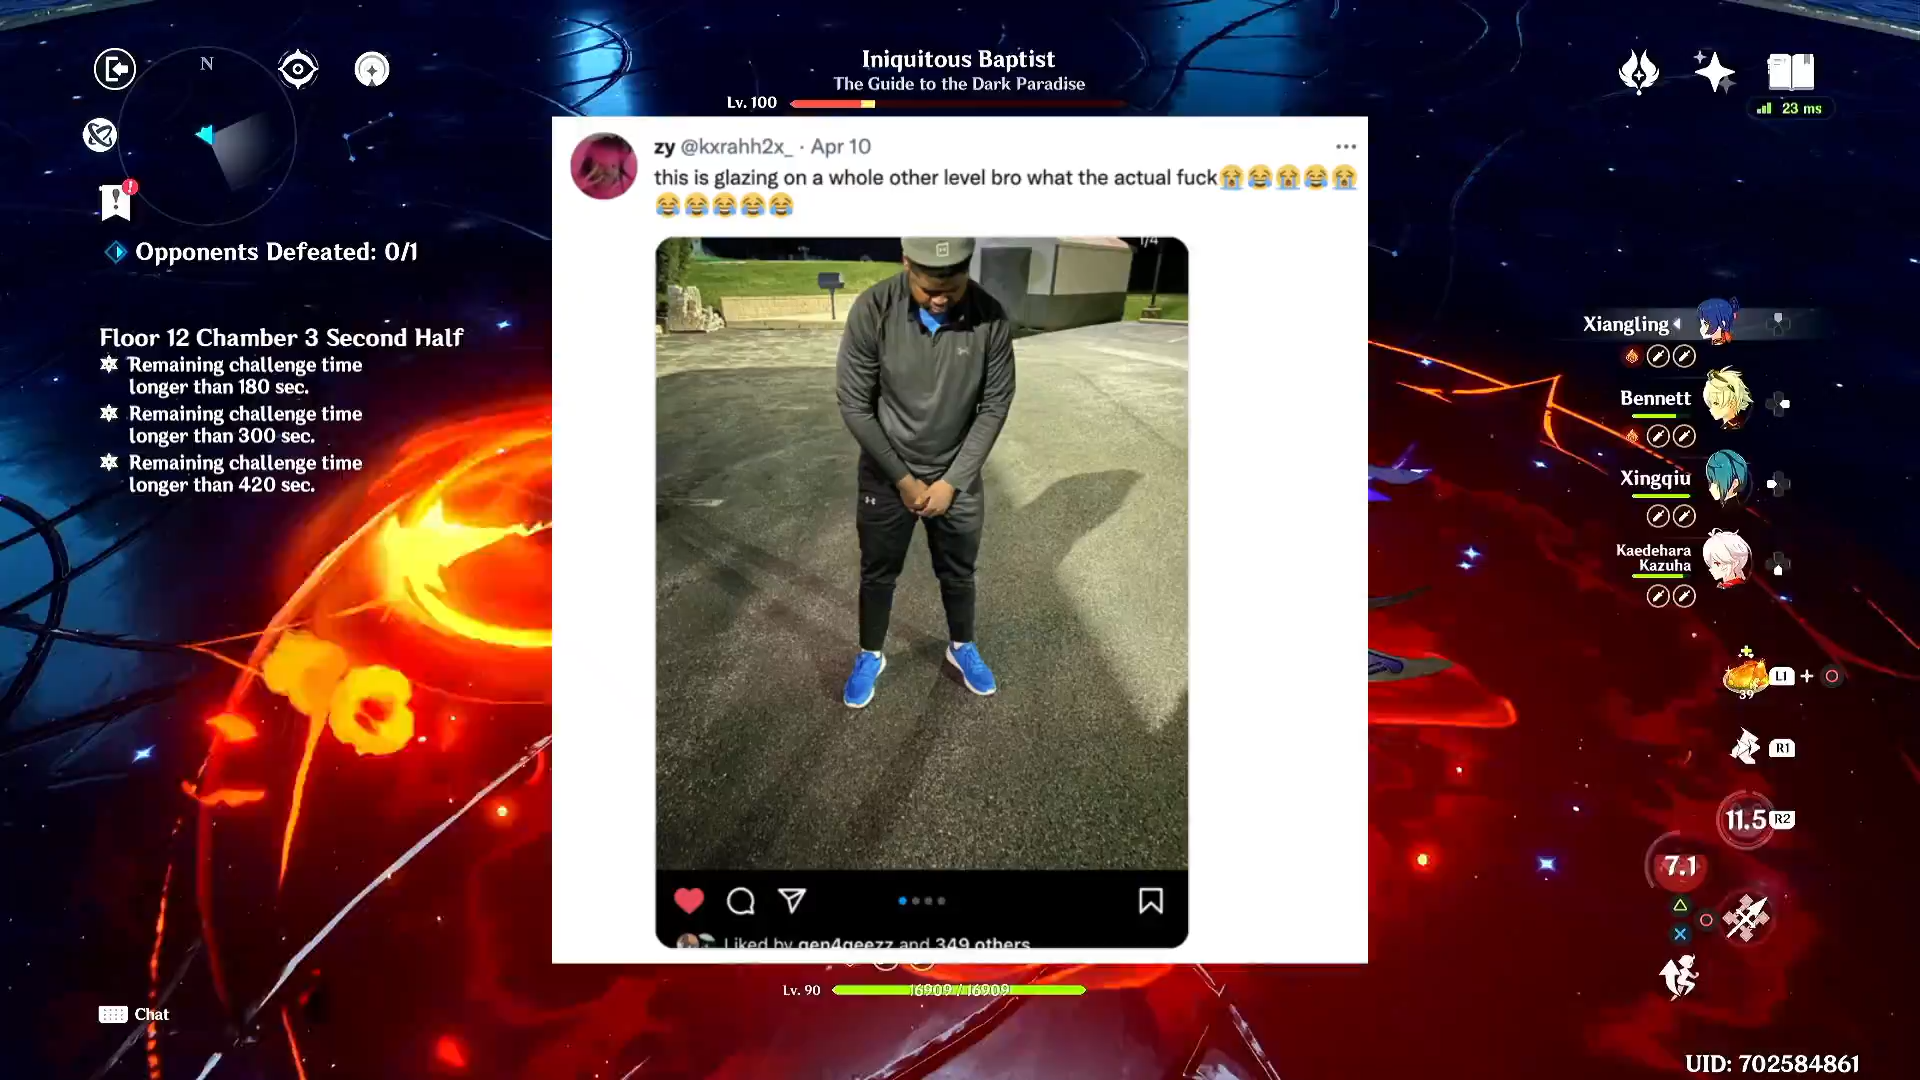 N
Iniquitous Baptist
The Guide to the Dark Paradise
Lv. 100
23 ms
zy @kxrahh2x_ · Apr 10
this is glazing on a whole other level bro what the actual fuck😭😂😭😂😭
😂😂😂😂😂
1/4
Opponents Defeated: 0/1
Floor 12 Chamber 3 Second Half
Remaining challenge time
longer than 180 sec.
Remaining challenge time
longer than 300 sec.
Remaining challenge time
longer than 420 sec.
Xiangling
Bennett
Xingqiu
Kaedehara
Kazuha
39
L1 +
R1
11.5 R2
7.1
Liked by gen4geezz and 349 others
Lv. 90
16909 / 16909
Chat
UID: 702584861